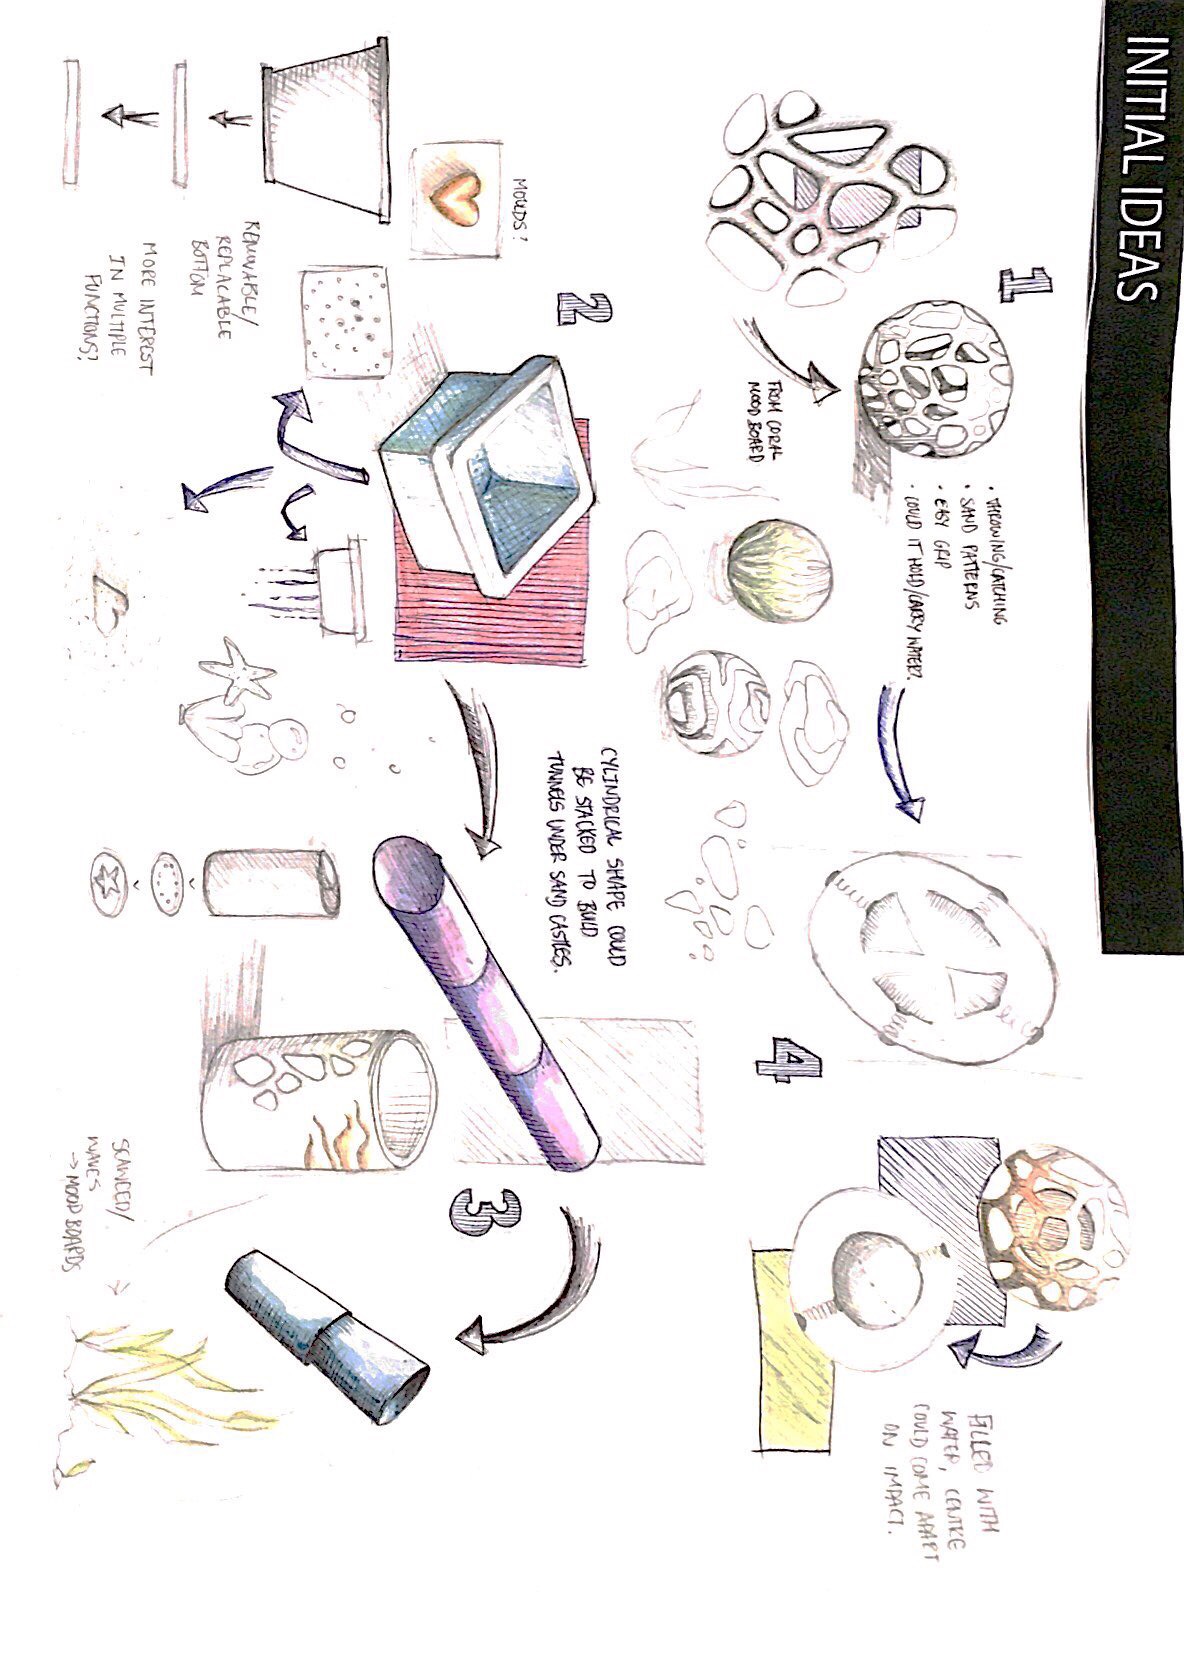 INITIAL IDEAS
1
• THROWING/CATCHING
• SAND PATTERNS
• EASY GRIP
• COULD IT HOLD/CARRY WATER?
FROM CORAL
MOOD BOARD
4
FILLED WITH
WATER, CENTRE
COULD COME APART
ON IMPACT.
2
MOULDS?
REMOVABLE/
REPLACABLE
BOTTOM
MORE INTEREST
IN MULTIPLE
FUNCTIONS?
CYLINDRICAL SHAPE COULD
BE STACKED TO BUILD
TUNNELS UNDER SAND CASTLES.
3
SEAWEED/
WAVES
→ MOOD BOARDS